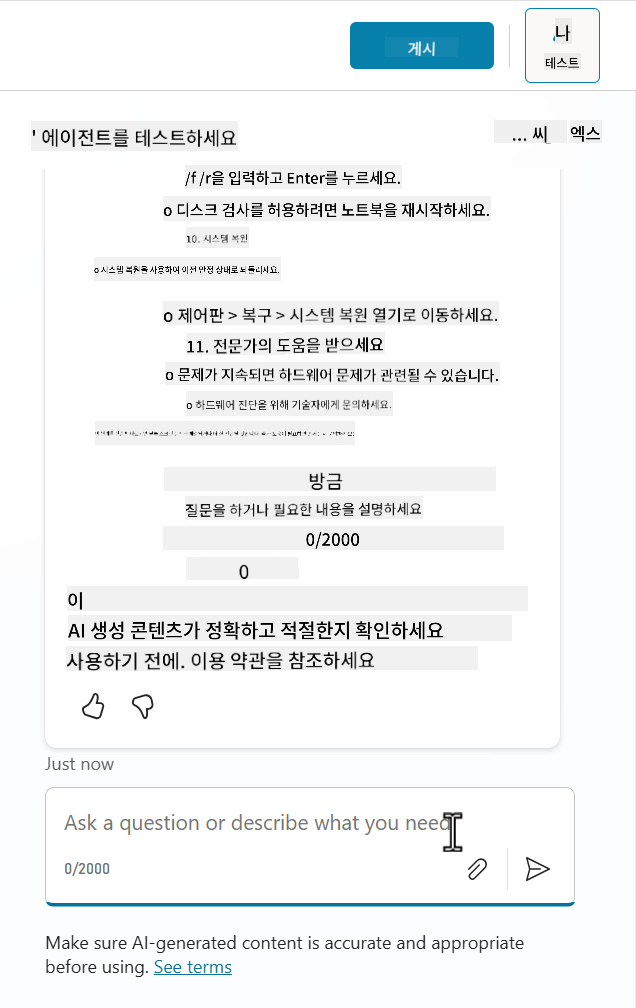 게시
나
테스트
' 에이전트를 테스트하세요
... 씨
엑스
/f /r을 입력하고 Enter를 누르세요.
o 디스크 검사를 허용하려면 노트북을 재시작하세요.
10. 시스템 복원
o 시스템 복원을 사용하여 이전 안정 상태로 되돌리세요.
o 제어판 > 복구 > 시스템 복원 열기로 이동하세요.
11. 전문가의 도움을 받으세요
o 문제가 지속되면 하드웨어 문제가 관련될 수 있습니다.
o 하드웨어 진단을 위해 기술자에게 문의하세요.
방금
질문을 하거나 필요한 내용을 설명하세요
0/2000
0
이
AI 생성 콘텐츠가 정확하고 적절한지 확인하세요
사용하기 전에. 이용 약관을 참조하세요
Just now
Ask a question or describe what you need
0/2000
Make sure AI-generated content is accurate and appropriate
before using. See terms